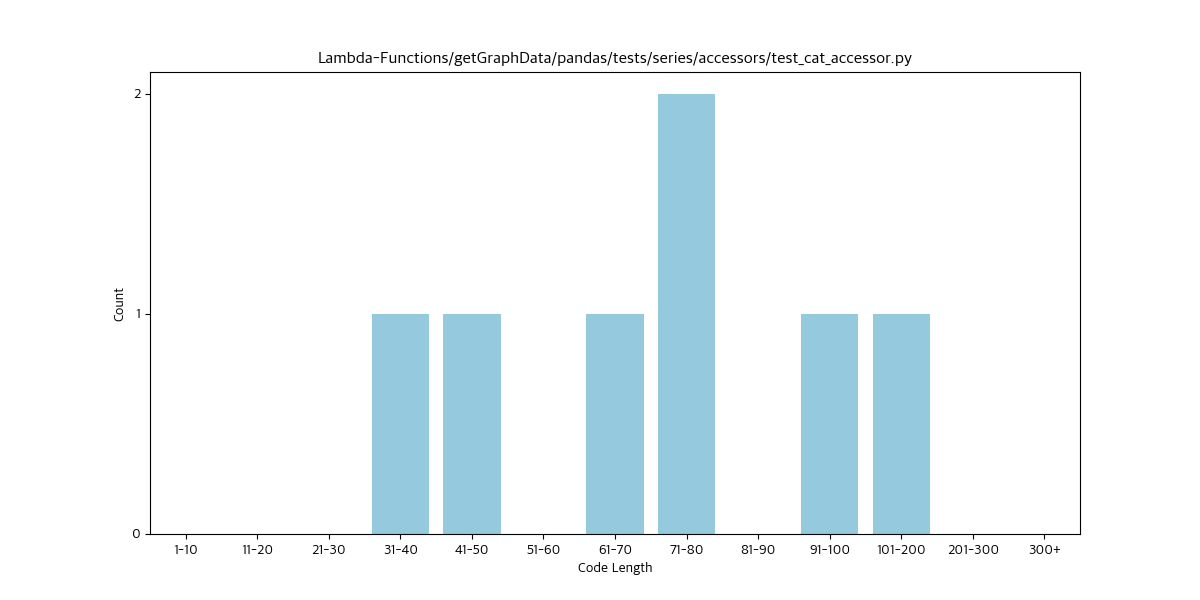 Lambda-Functions/getGraphData/pandas/tests/series/accessors/test_cat_accessor.py
2
1
0
Count
1-10 11-20 21-30 31-40 41-50 51-60 61-70 71-80 81-90 91-100 101-200 201-300 300+
Code Length